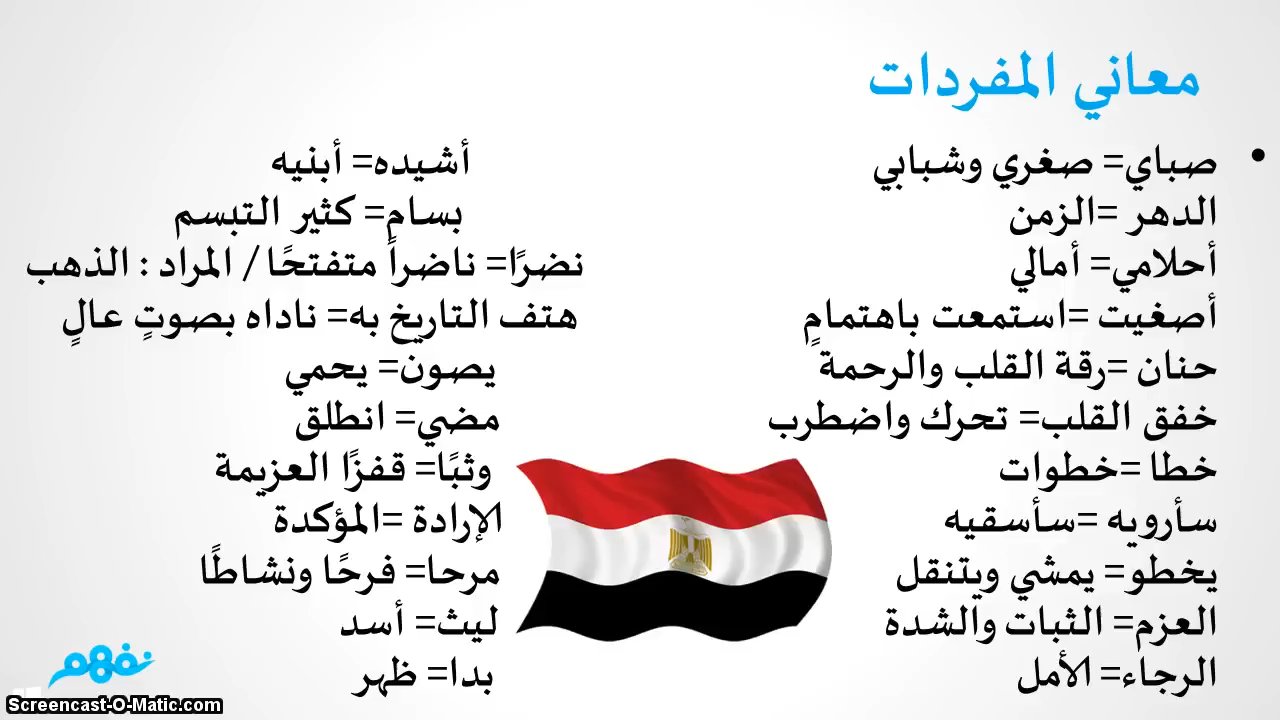 معاني المفردات
• صباي= صغري وشبابي
الدهر =الزمن
أحلامي= أمالي
أصغيت =استمعت باهتمامٍ
حنان =رقة القلب والرحمة
خفق القلب= تحرك واضطرب
خطا =خطوات
سأرويه =سأسقيه
يخطو= يمشي ويتنقل
العزم= الثبات والشدة
الرجاء= الأمل
أشيده= أبنيه
بسام= كثير التبسم
نضرًا= ناضراً متفتحًا/ المراد : الذهب
هتف التاريخ به= ناداه بصوتٍ عالٍ
يصون= يحمي
مضي= انطلق
وثبًا= قفزًا العزيمة
الإرادة =المؤكدة
مرحا= فرحًا ونشاطًا
ليث= أسد
بدا= ظهر
نفهم
Screencast-O-Matic.com